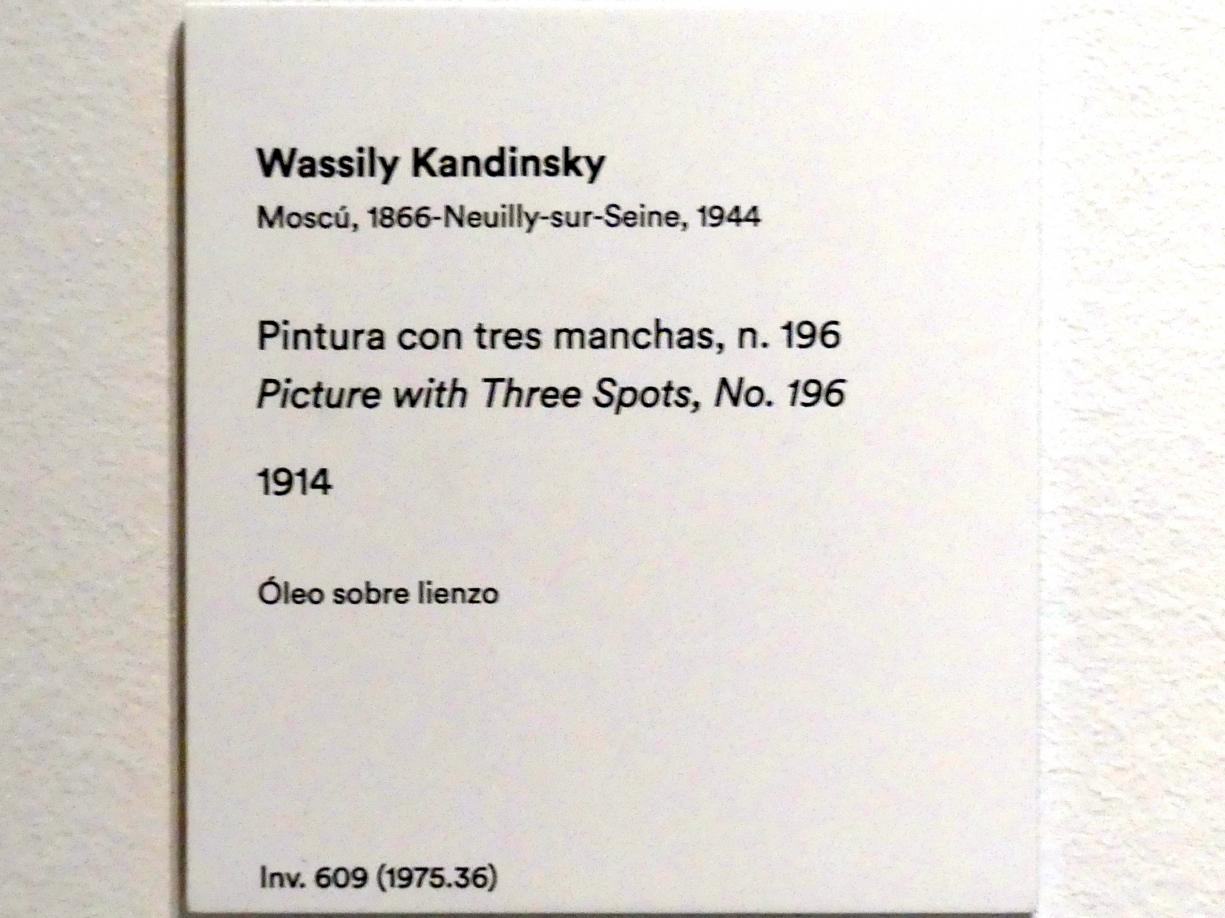 Wassily Kandinsky
Moscú, 1866-Neuilly-sur-Seine, 1944
Pintura con tres manchas, n. 196
Picture with Three Spots, No. 196
1914
Óleo sobre lienzo
Inv. 609 (1975.36)